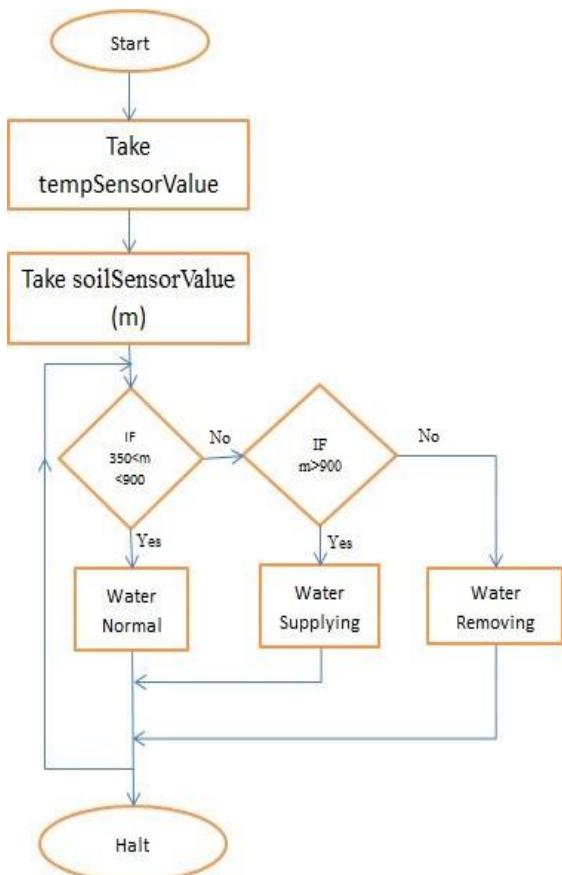 Start
Take
tempSensorValue
Take soilSensorValue
(m)
IF
350<m
<900
No
IF
m>900
No
Yes
Yes
Water
Normal
Water
Supplying
Water
Removing
Halt